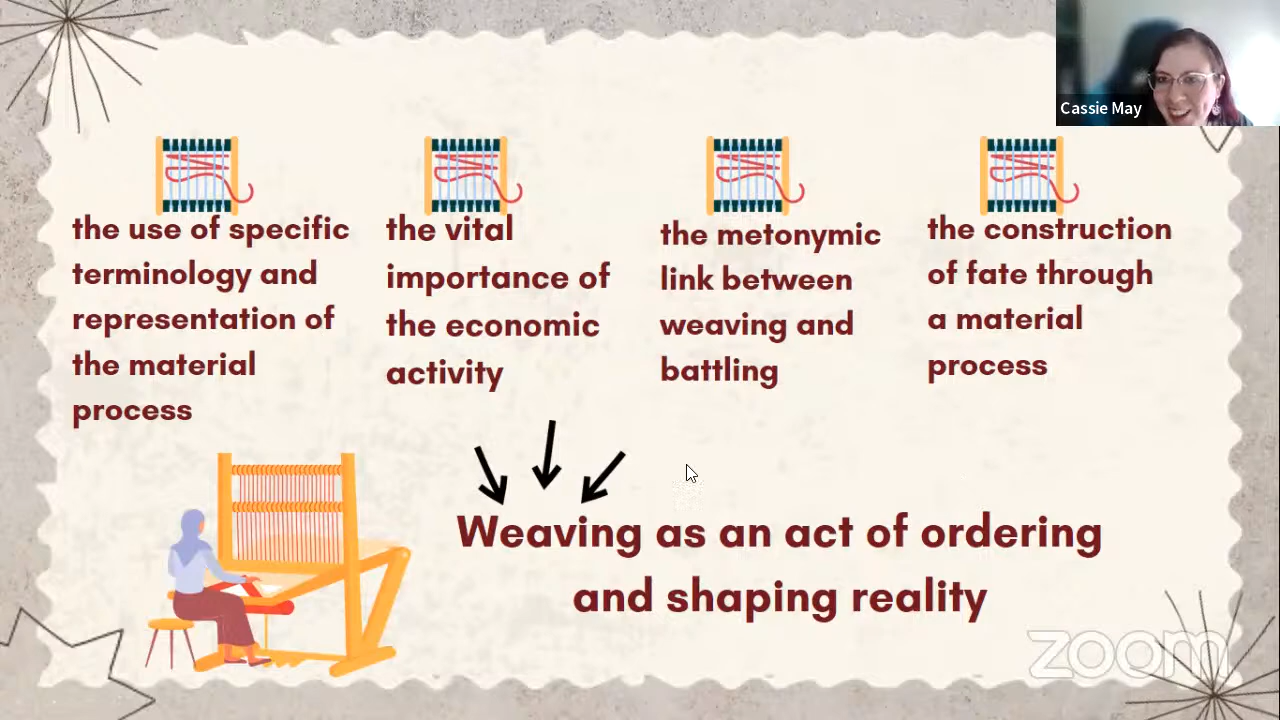 Cassie May
the use of specific
terminology and
representation of
the material
process
the vital
importance of
the economic
activity
the metonymic
link between
weaving and
battling
the construction
of fate through
a material
process
Weaving as an act of ordering
and shaping reality
zoom